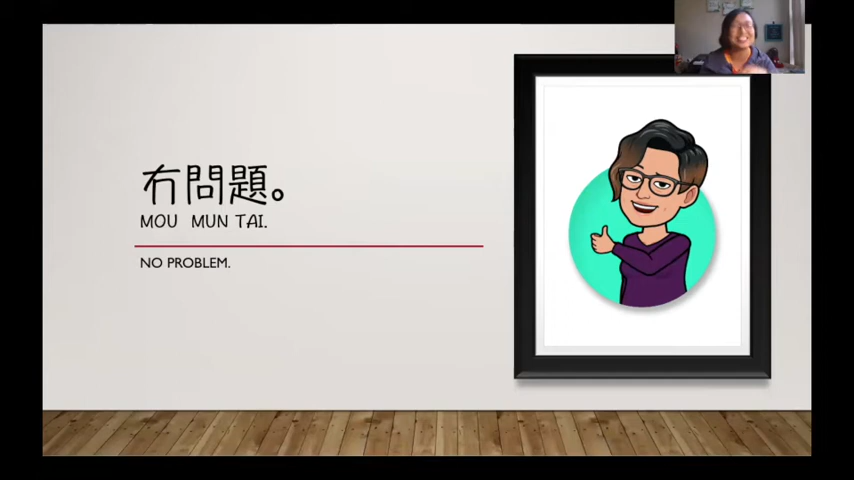 冇問題。
MOU MUN TAI.
NO PROBLEM.